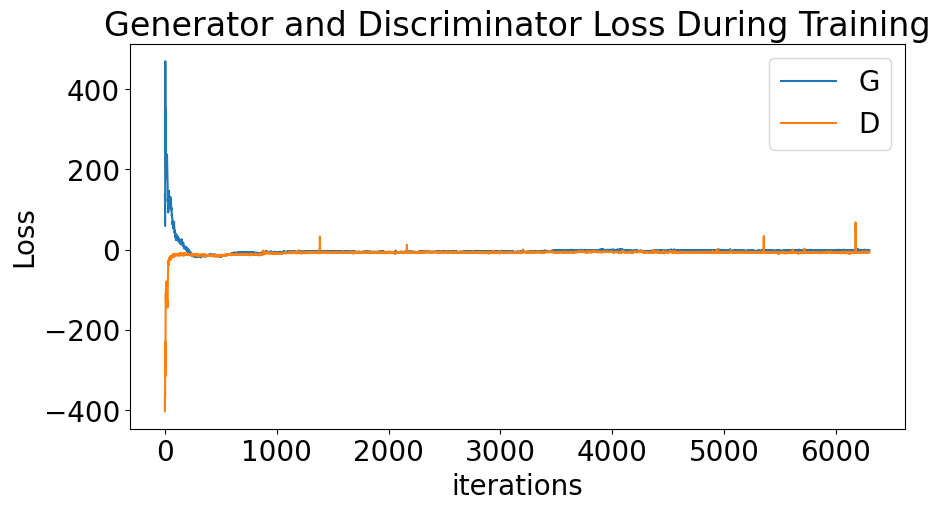 Generator and Discriminator Loss During Training
G
D
Loss
400
200
0
−200
−400
0 1000 2000 3000 4000 5000 6000
iterations